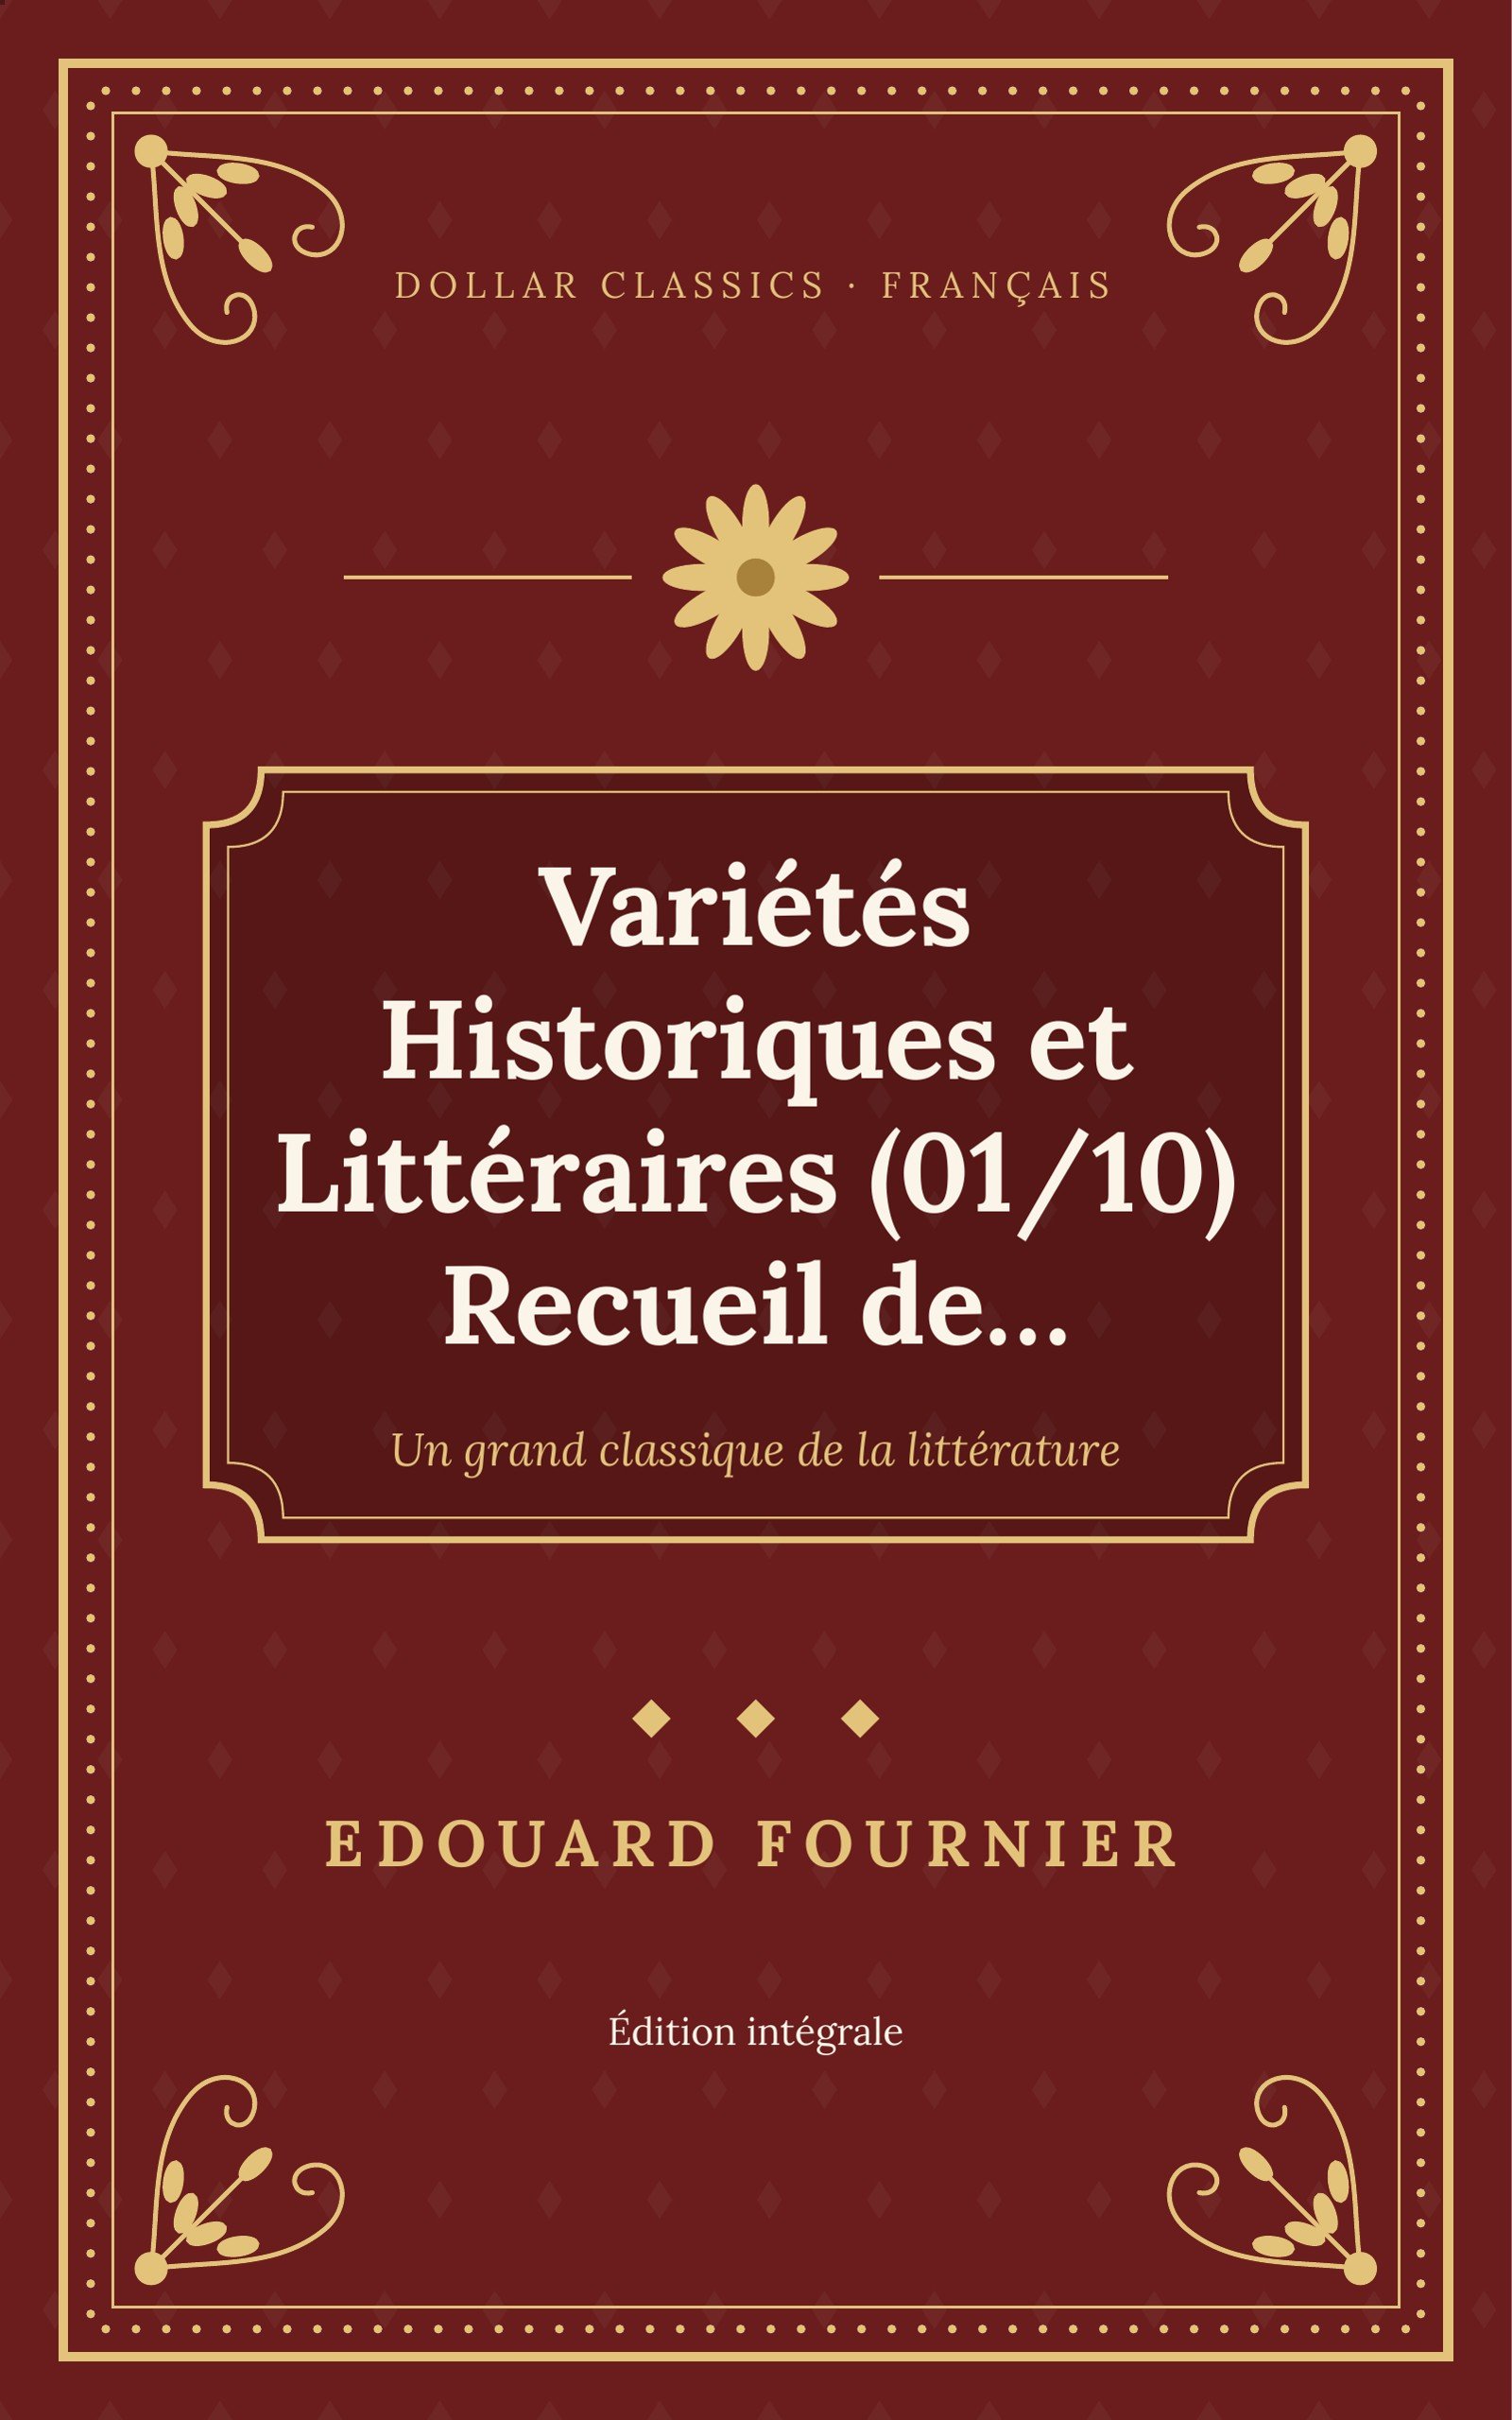 DOLLAR CLASSICS · FRANÇAIS
Variétés
Historiques et
Littéraires (01/10)
Recueil de...
Un grand classique de la littérature
EDOUARD FOURNIER
Édition intégrale